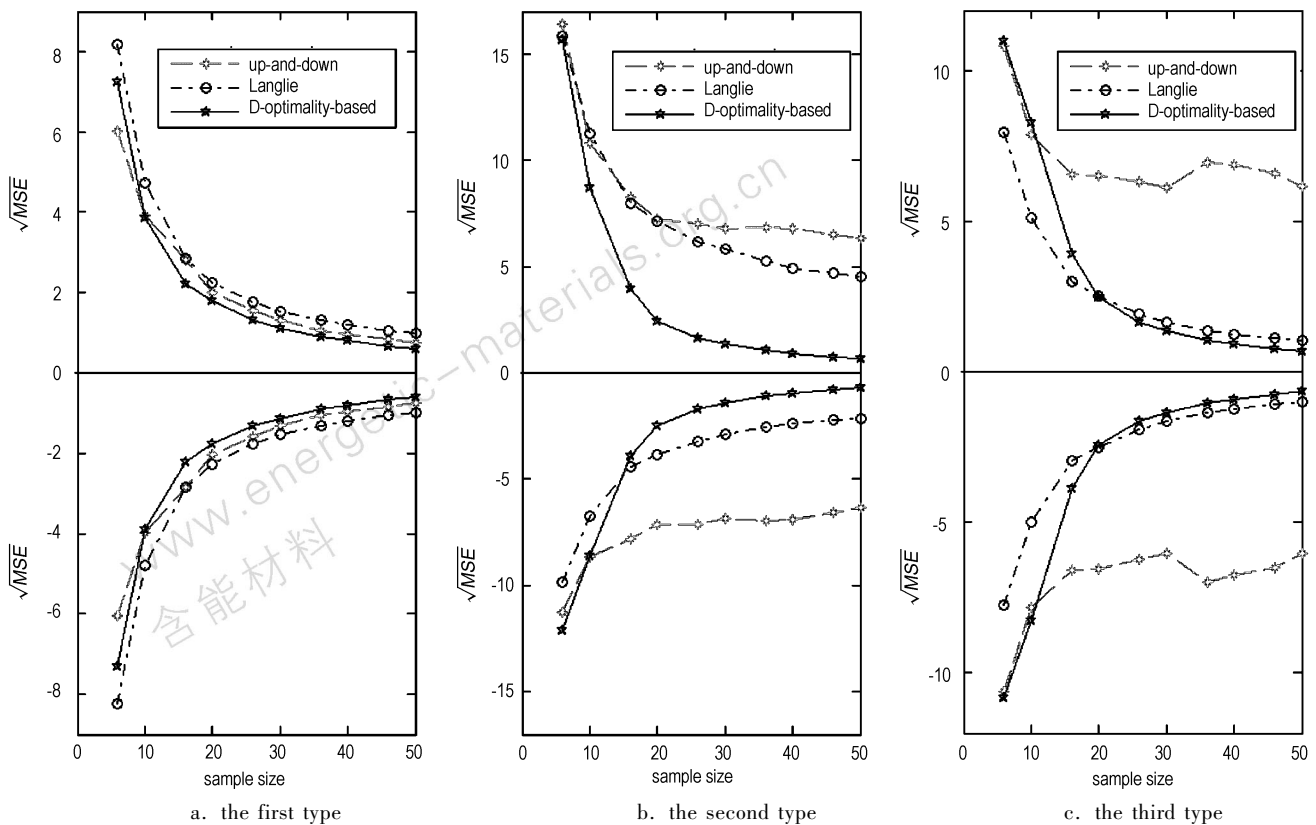 8
6
4
2
0
-2
-4
-6
-8
√MSE
√MSE
up-and-down
Langlie
D-optimality-based
0 10 20 30 40 50
sample size
a. the first type
15
10
5
0
-5
-10
-15
√MSE
√MSE
up-and-down
Langlie
D-optimality-based
0 10 20 30 40 50
sample size
b. the second type
10
5
0
-5
-10
√MSE
√MSE
up-and-down
Langlie
D-optimality-based
0 10 20 30 40 50
sample size
c. the third type
www.energetic-materials.org.cn
含能材料